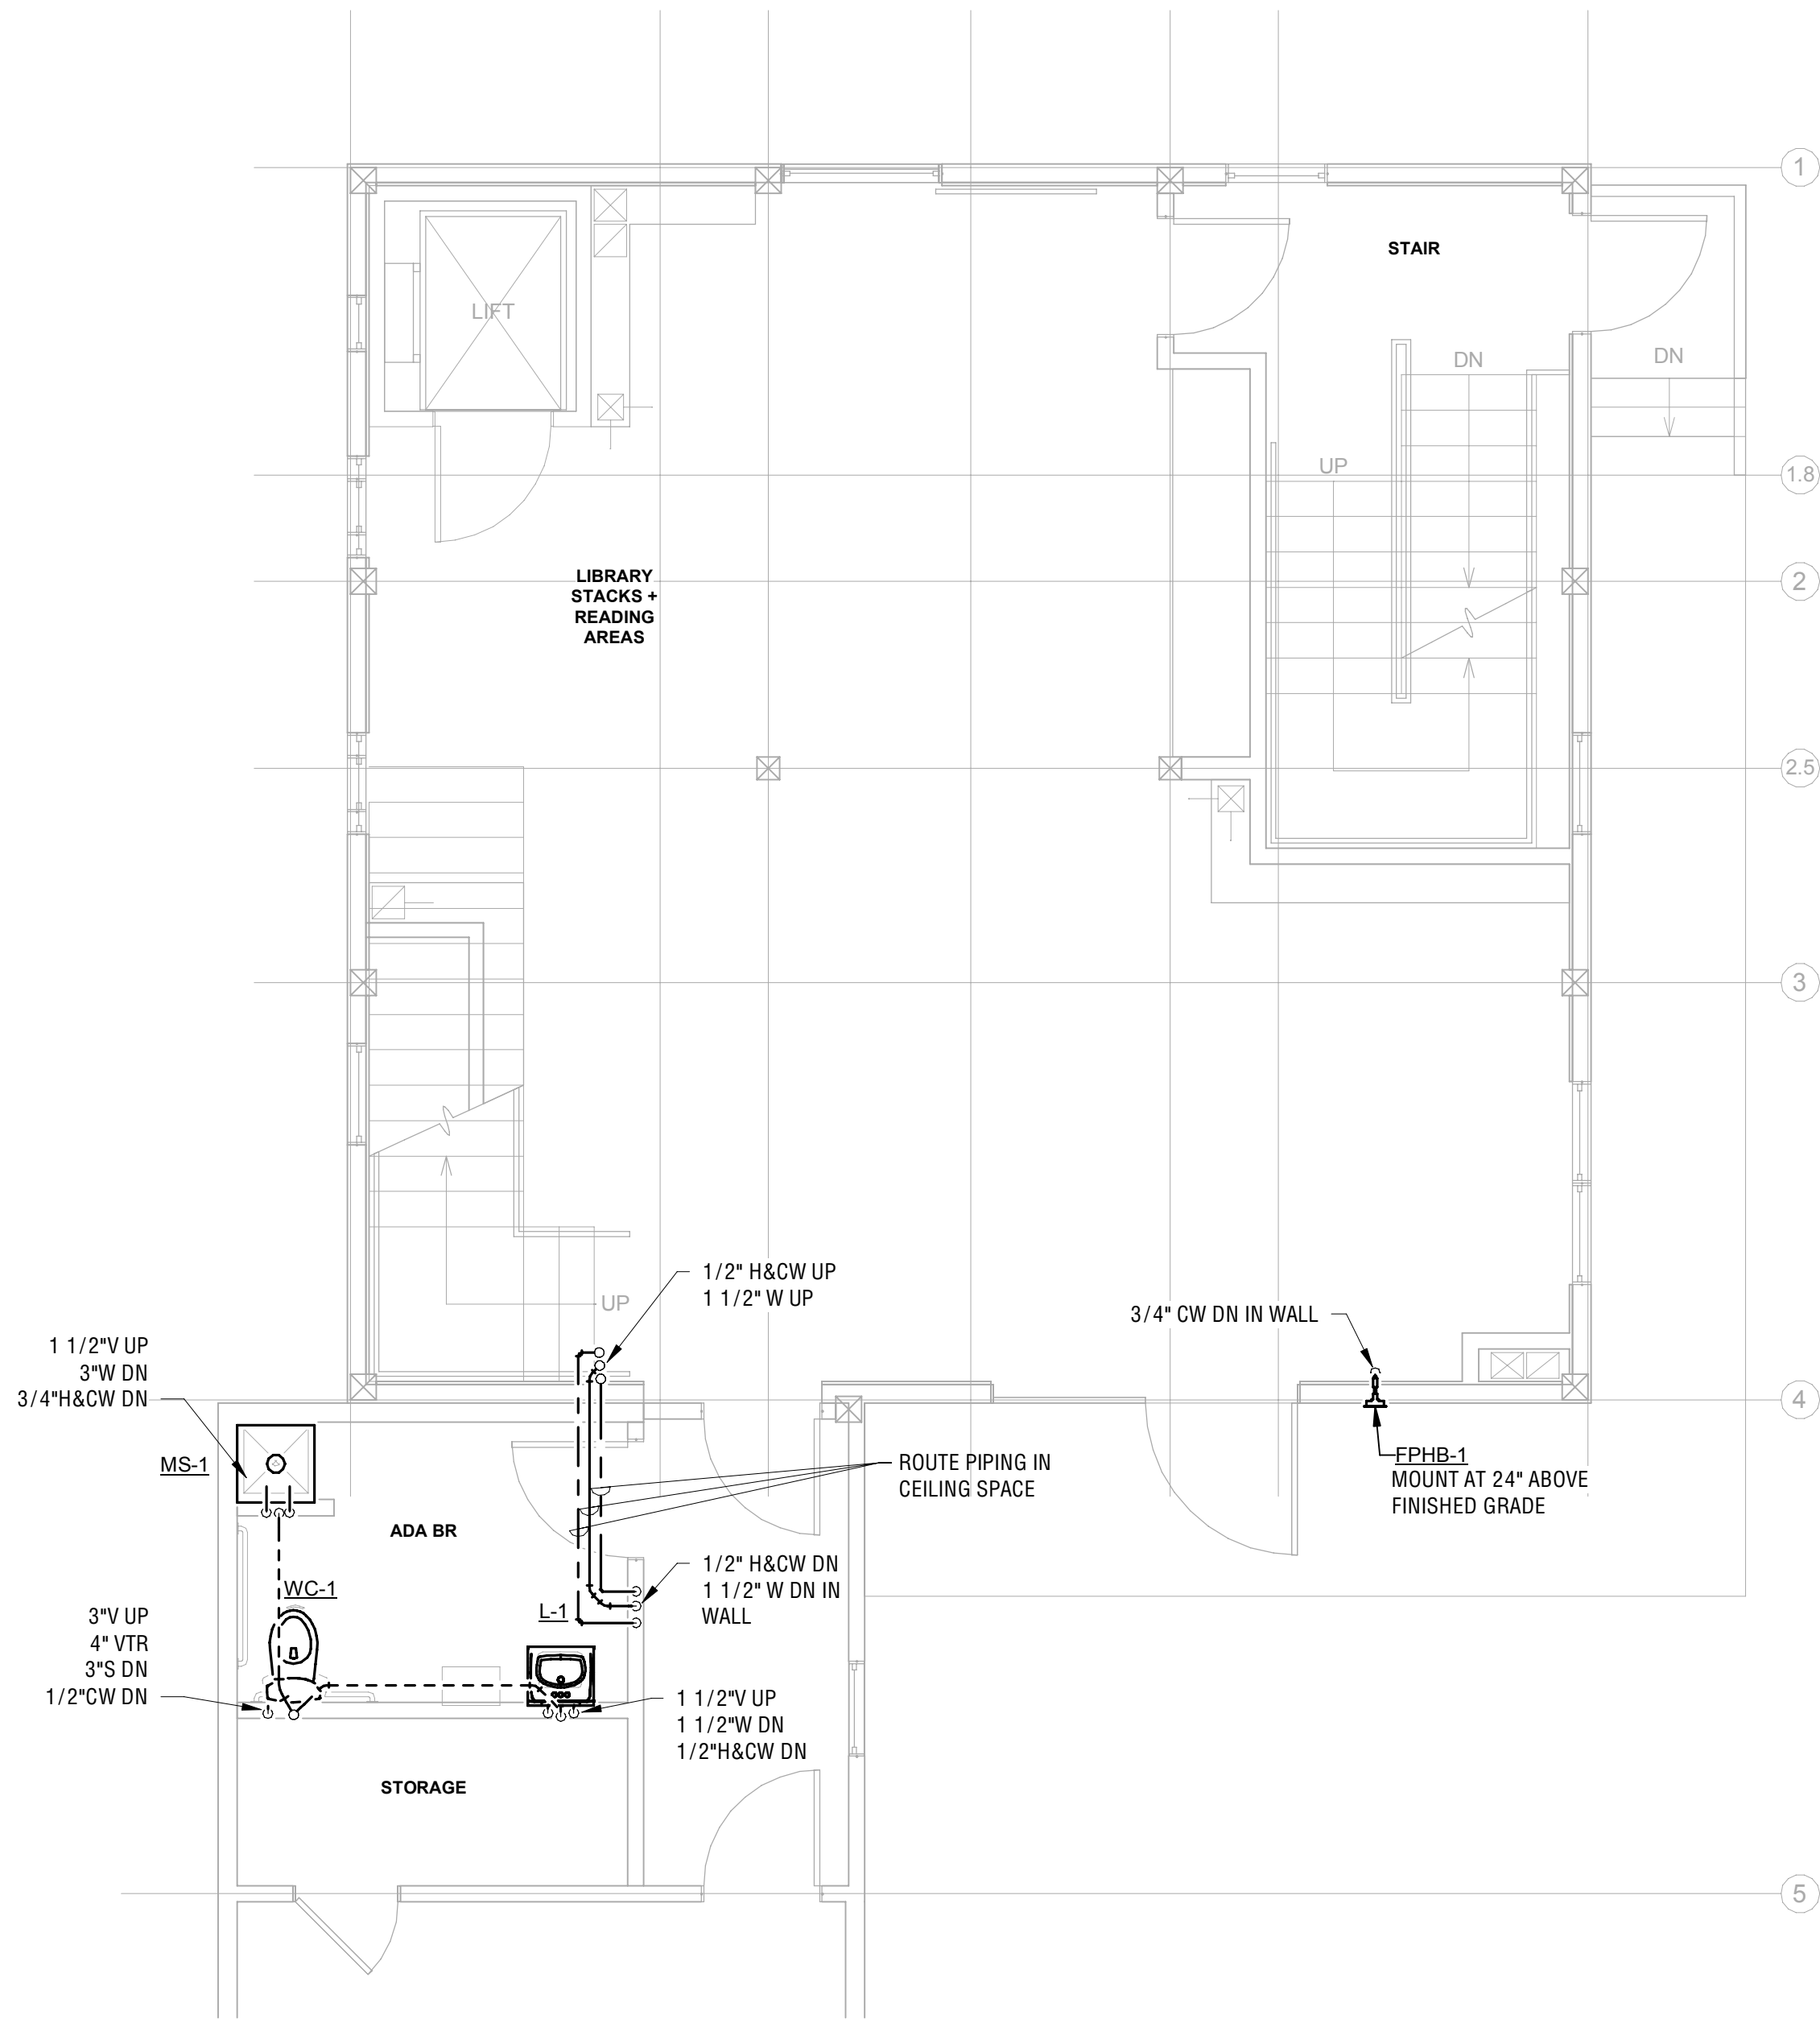 1
STAIR
LIFT
DN
DN
UP
1.8
LIBRARY
STACKS +
READING
AREAS
2
2.5
3
1/2" H&CW UP
1 1/2" W UP
UP
3/4" CW DN IN WALL
1 1/2"V UP
3"W DN
3/4"H&CW DN
4
MS-1
ROUTE PIPING IN
CEILING SPACE
FPHB-1
MOUNT AT 24" ABOVE
FINISHED GRADE
ADA BR
1/2" H&CW DN
1 1/2" W DN IN
WALL
WC-1
L-1
3"V UP
4" VTR
3"S DN
1/2"CW DN
1 1/2"V UP
1 1/2"W DN
1/2"H&CW DN
STORAGE
5